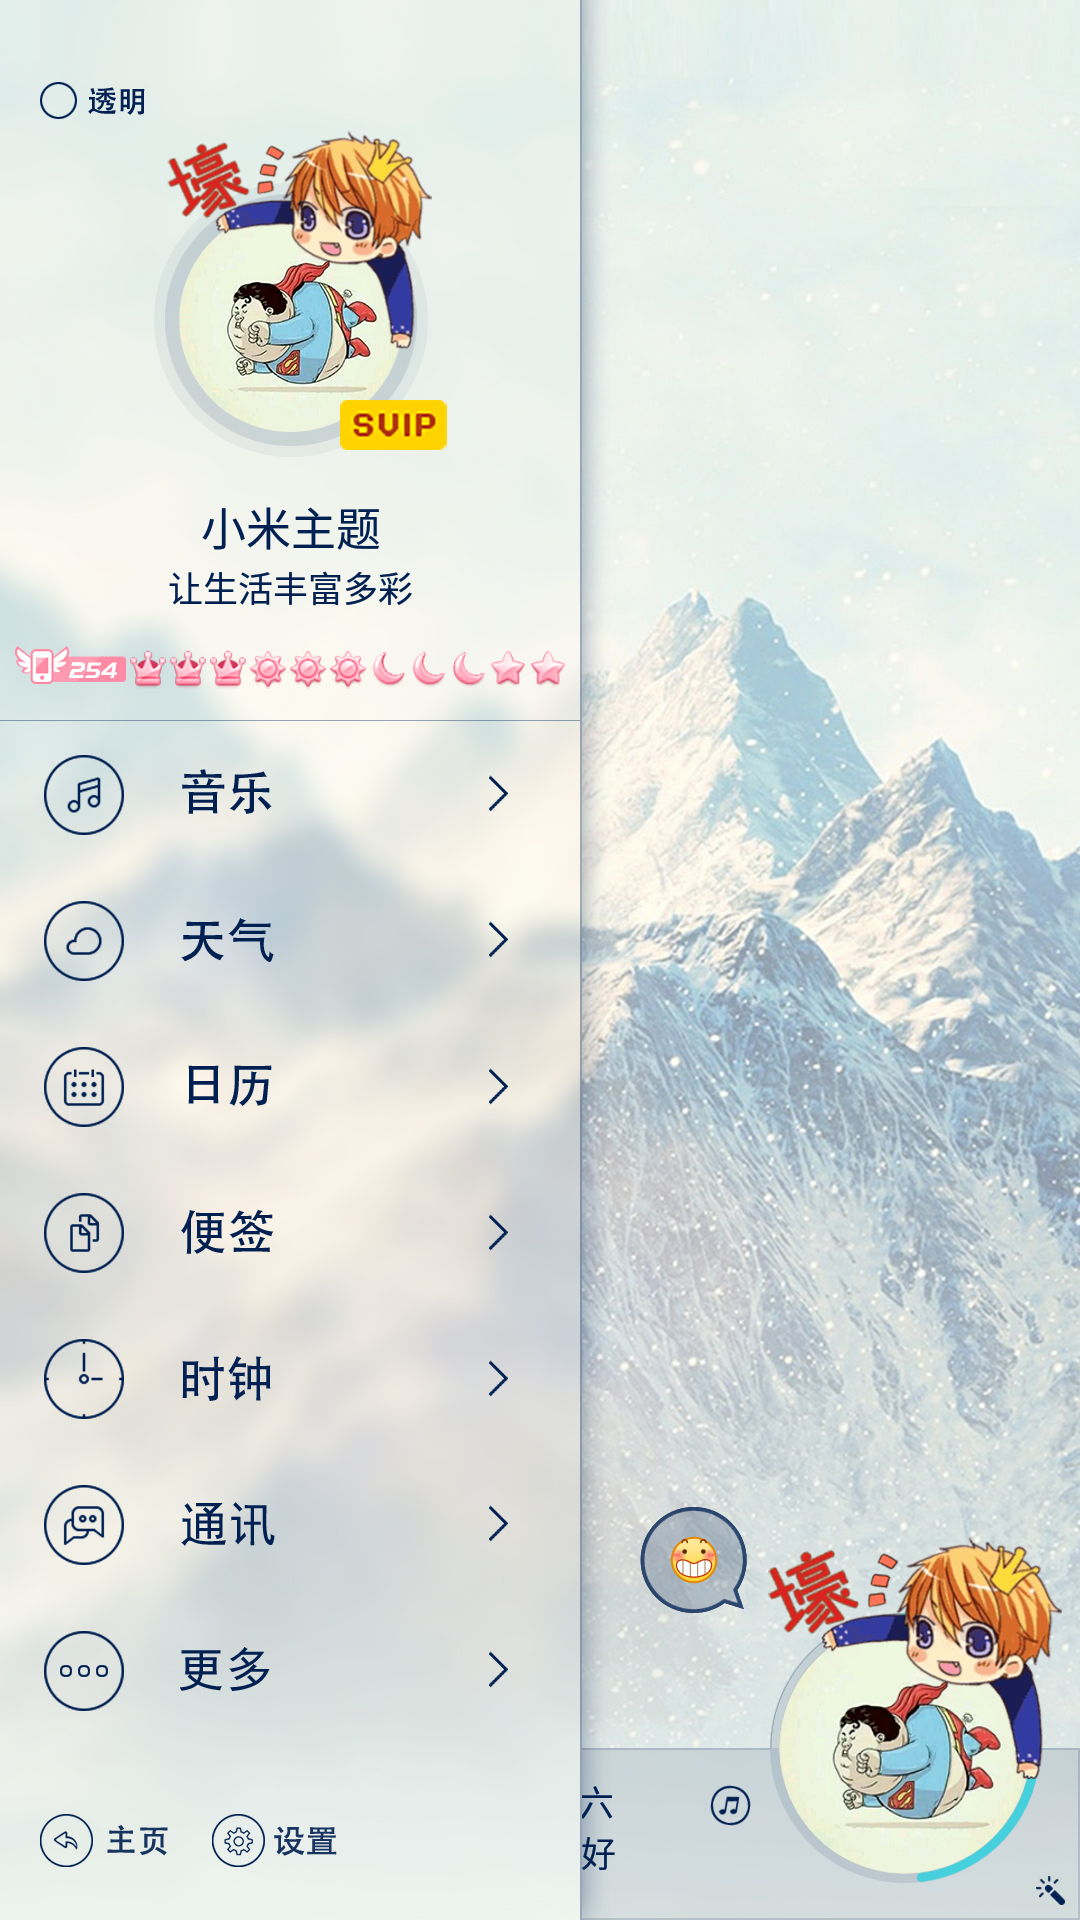 透明
壕
SVIP
小米主题
让生活丰富多彩
254
音乐
天气
日历
便签
时钟
通讯
更多
主页 设置
壕
六
好